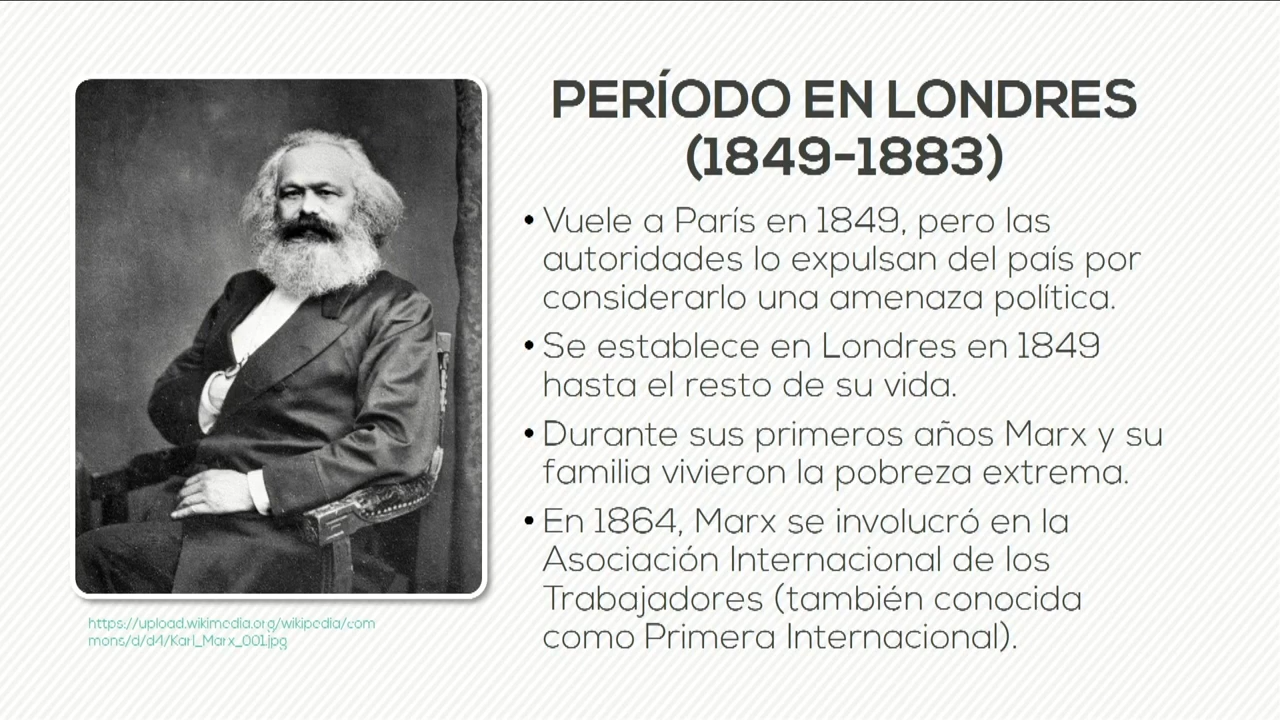 PERÍODO EN LONDRES
(1849-1883)
• Vuele a París en 1849, pero las
autoridades lo expulsan del país por
considerarlo una amenaza política.
• Se establece en Londres en 1849
hasta el resto de su vida.
• Durante sus primeros años Marx y su
familia vivieron la pobreza extrema.
• En 1864, Marx se involucró en la
Asociación Internacional de los
Trabajadores (también conocida
como Primera Internacional).
https://upload.wikimedia.org/wikipedia/com
mons/d/d4/Karl_Marx_001.jpg